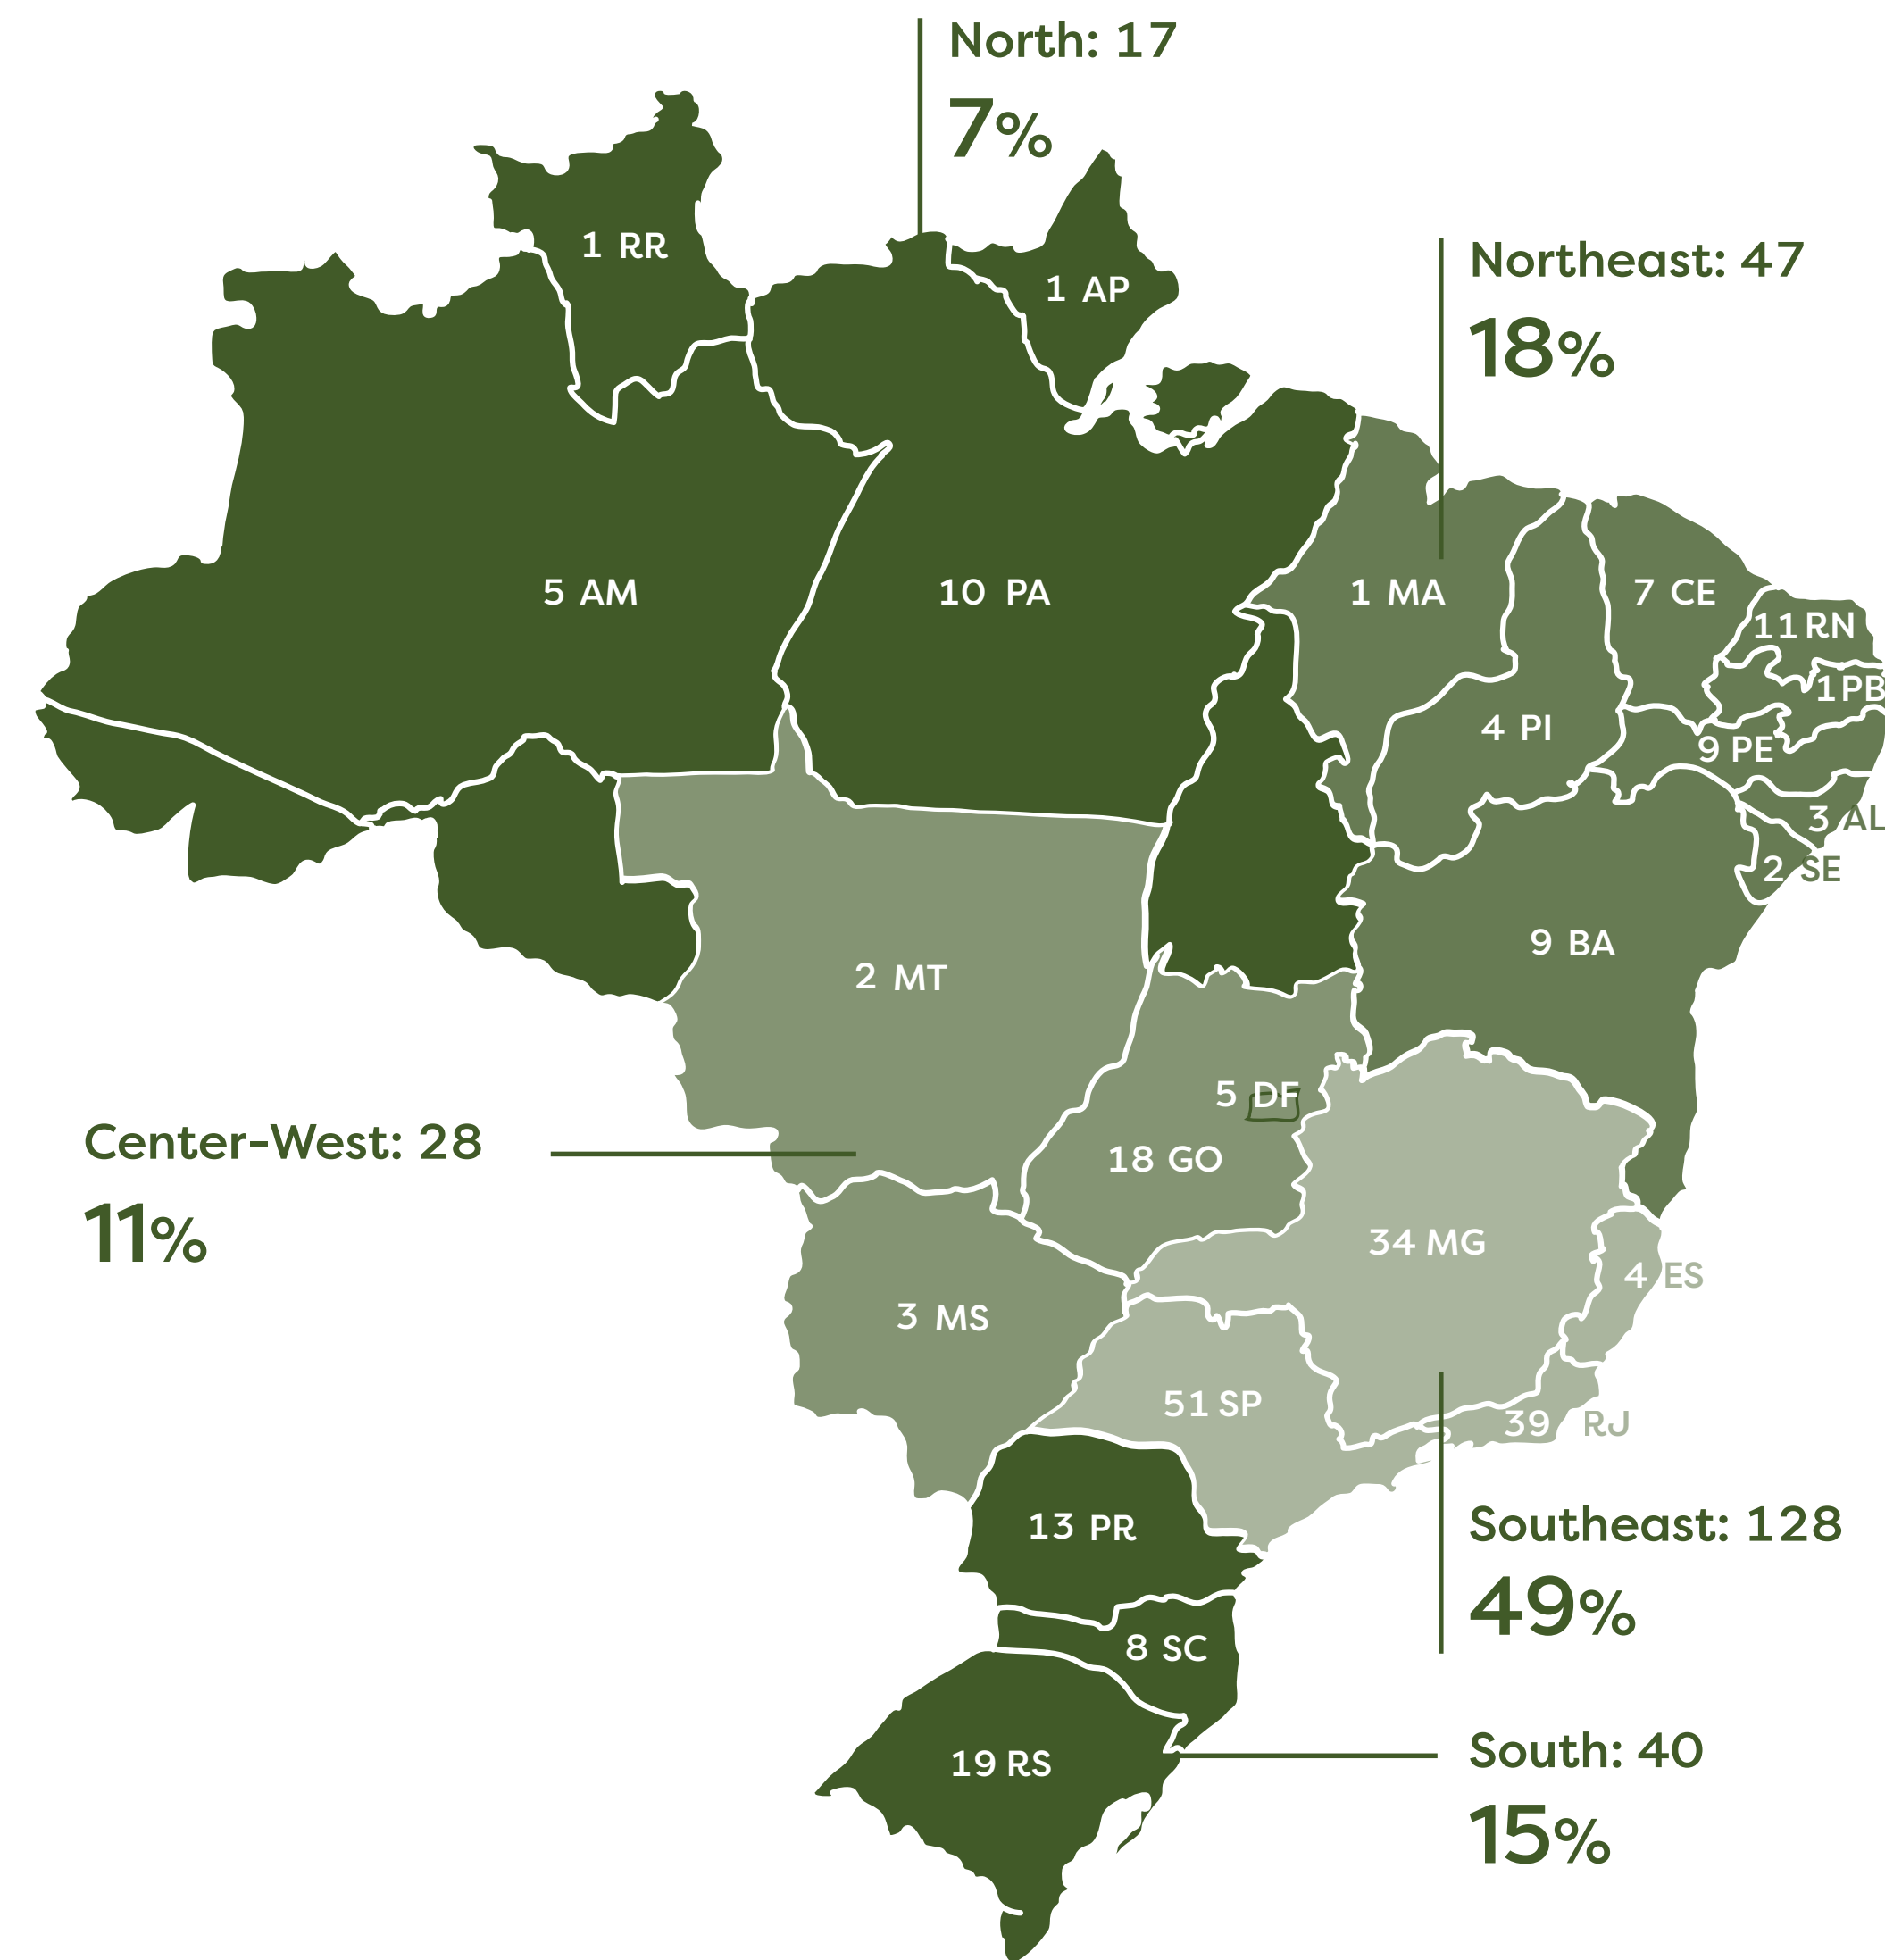 North: 17
7%
1 RR
1 AP
Northeast: 47
18%
5 AM
10 PA
1 MA
7 CE
11 RN
1 PB
4 PI
9 PE
3 AL
2 SE
9 BA
2 MT
5 DF
Center-West: 28
11%
18 GO
34 MG
4 ES
3 MS
51 SP
39 RJ
13 PR
Southeast: 128
49%
8 SC
South: 40
15%
19 RS